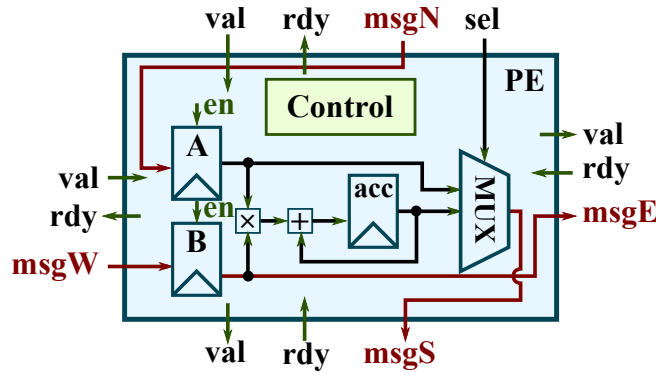 val rdy msgN sel
PE
en Control
A val
val acc rdy
rdy en × + MUX msgE
B
msgW
val rdy msgS